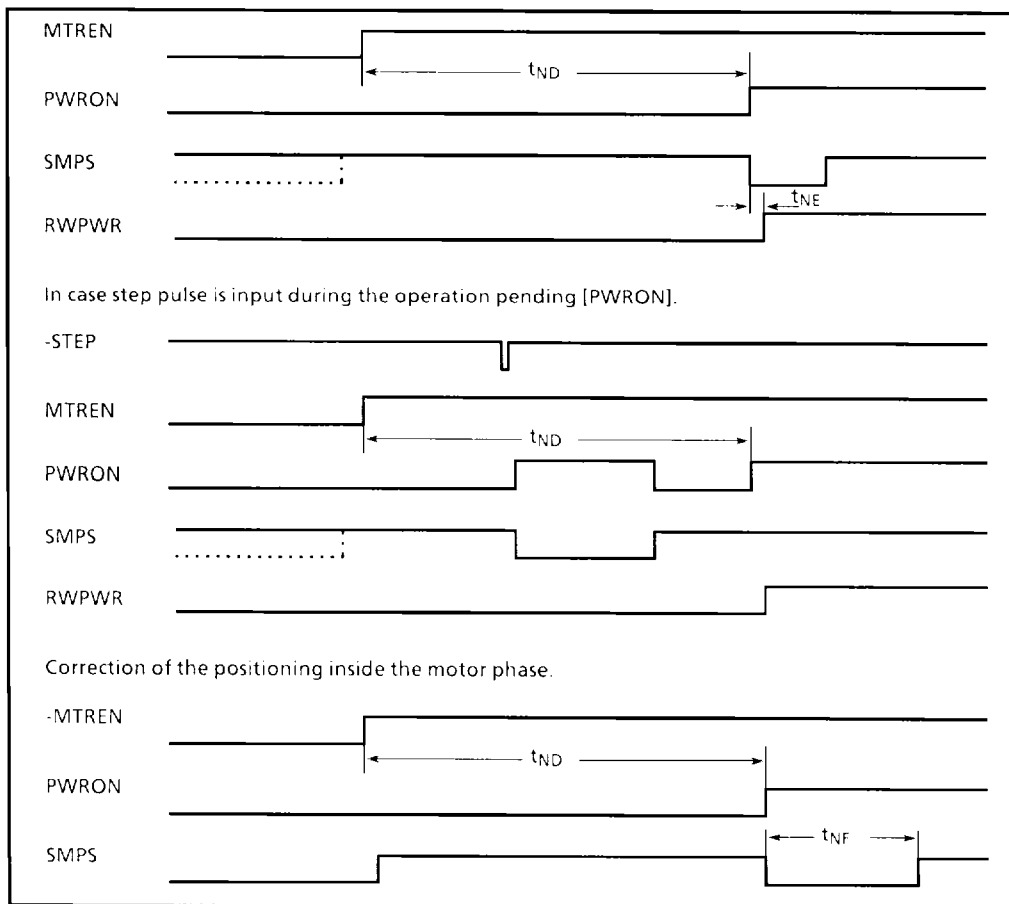 MTREN
tND
PWRON
SMPS
tNE
RWPWR
In case step pulse is input during the operation pending [PWRON].
-STEP
MTREN
tND
PWRON
SMPS
RWPWR
Correction of the positioning inside the motor phase.
-MTREN
tND
PWRON
tNF
SMPS